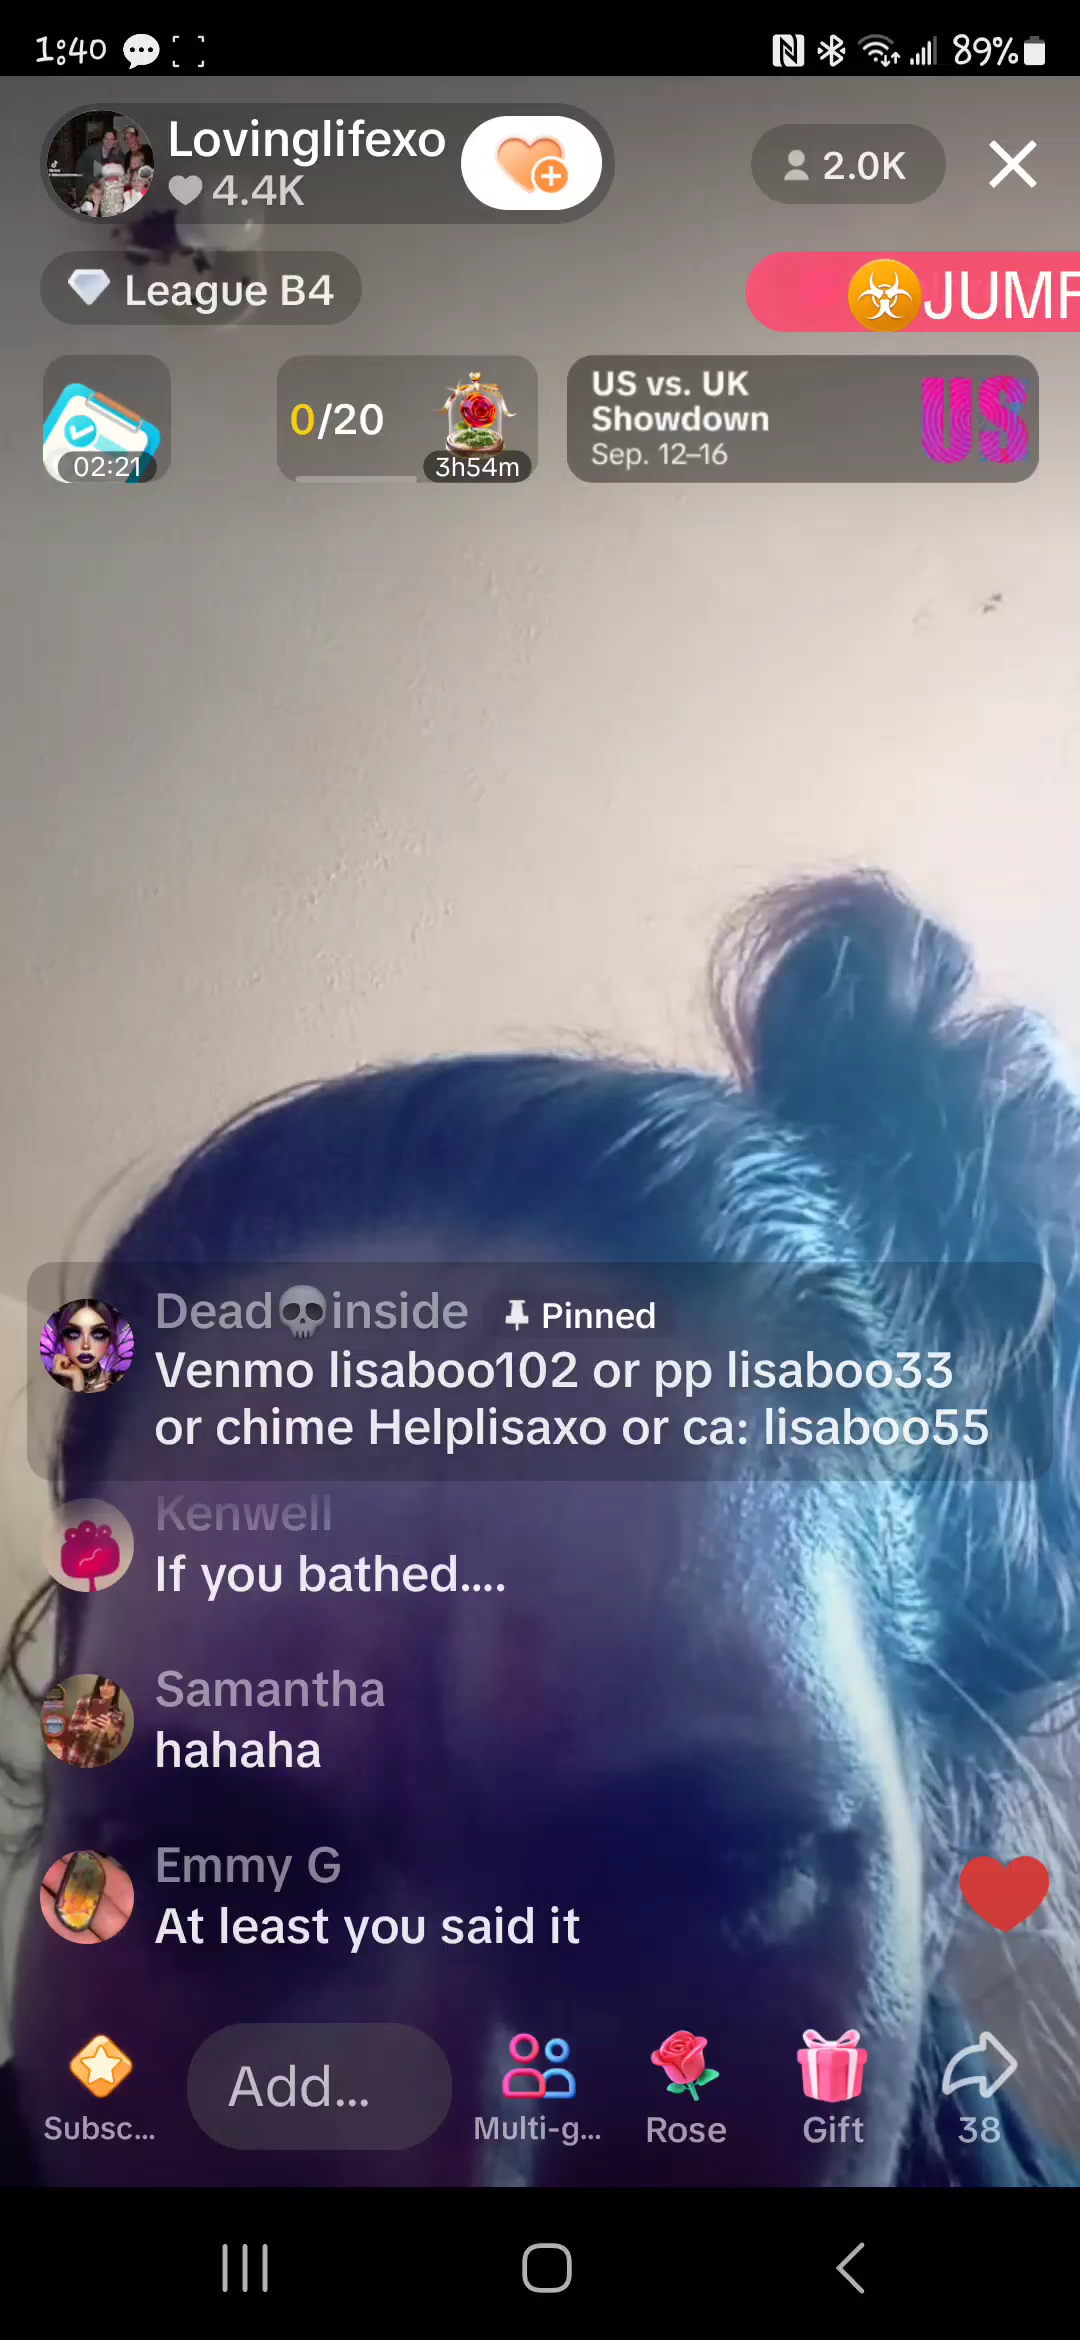 1:40
89%
Lovinglifexo
4.4K
2.0K
League B4
JUMP
02:21
0/20
3h54m
US vs. UK
Showdown
Sep. 12–16
US
Dead💀inside Pinned
Venmo lisaboo102 or pp lisaboo33
or chime Helplisaxo or ca: lisaboo55
Kenwell
If you bathed....
Samantha
hahaha
Emmy G
At least you said it
Subsc...
Add...
Multi-g...
Rose
Gift
38